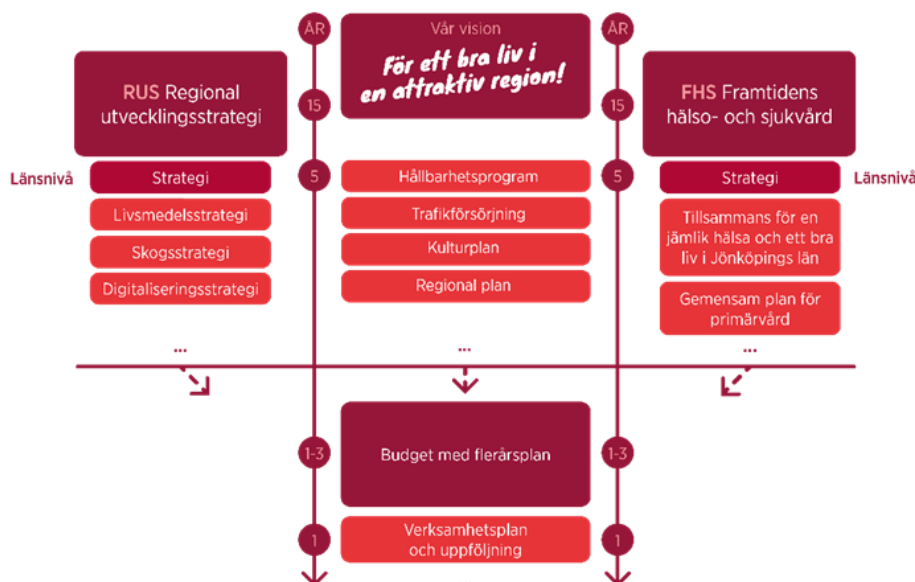 ÅR
Vår vision
För ett bra liv i
en attraktiv region!
ÅR
RUS Regional
utvecklingsstrategi
15
15
FHS Framtidens
hälso- och sjukvård
Länsnivå
Strategi
5
Hållbarhetsprogram
5
Strategi
Länsnivå
Livsmedelsstrategi
Skogsstrategi
Digitaliseringsstrategi
...
Trafikförsörjning
Kulturplan
Regional plan
...
Tillsammans för en
jämlik hälsa och ett bra
liv i Jönköpings län
Gemensam plan för
primärvård
...
1-3
Budget med flerårsplan
1-3
1
Verksamhetsplan
och uppföljning
1